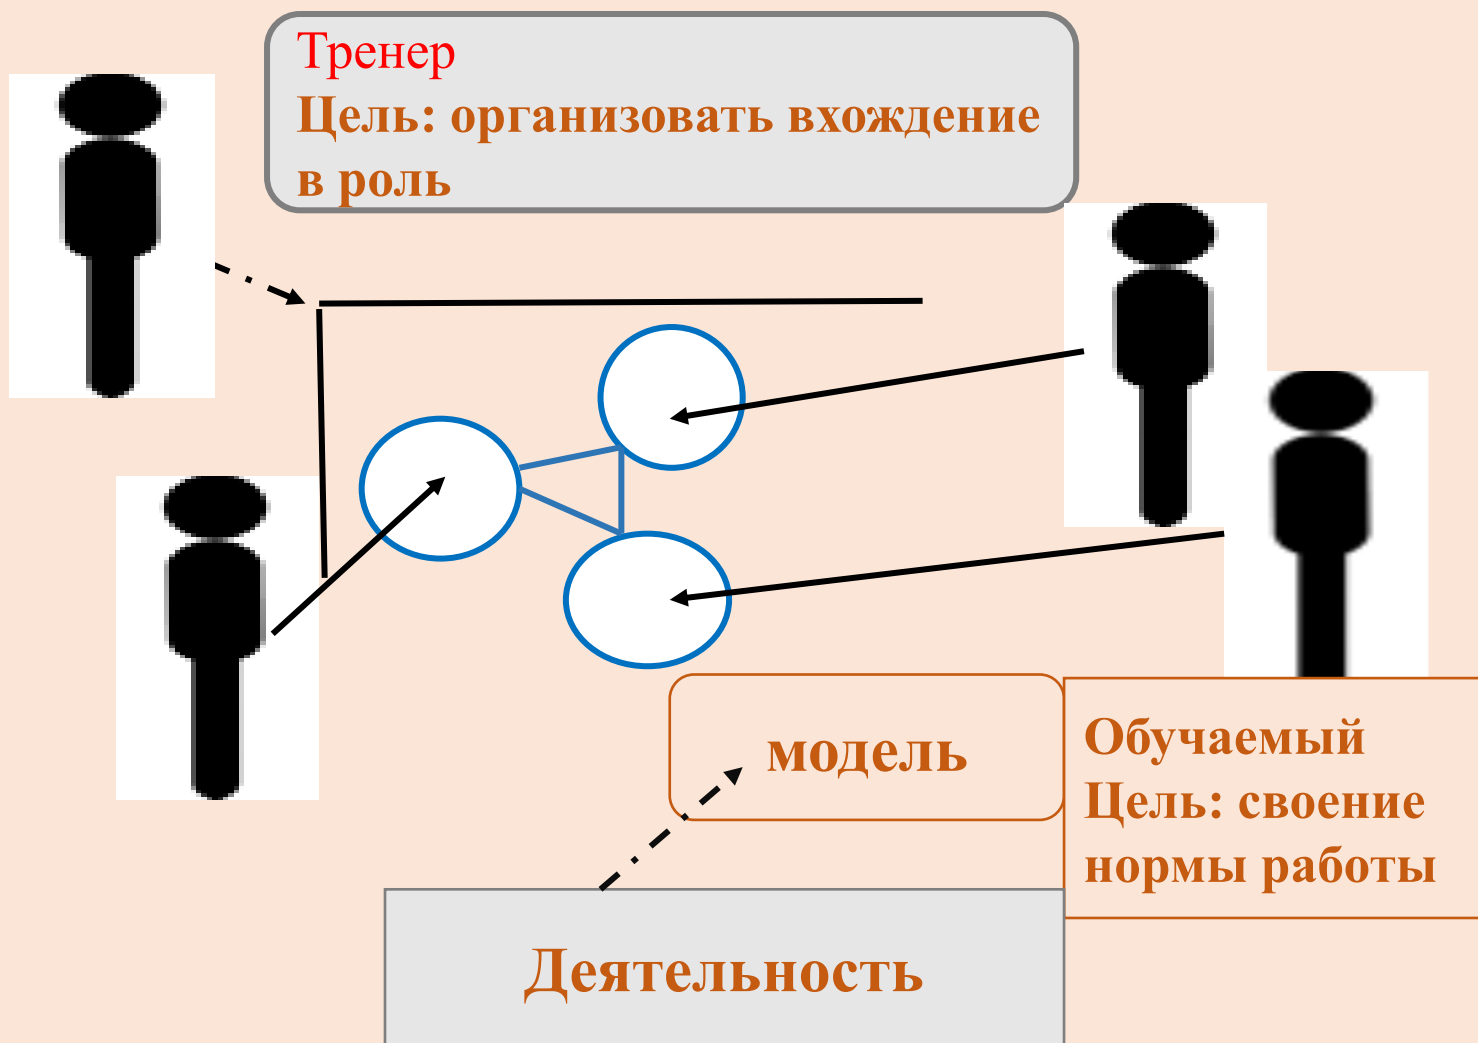 Тренер
Цель: организовать вхождение
в роль
модель
Обучаемый
Цель: своение
нормы работы
Деятельность